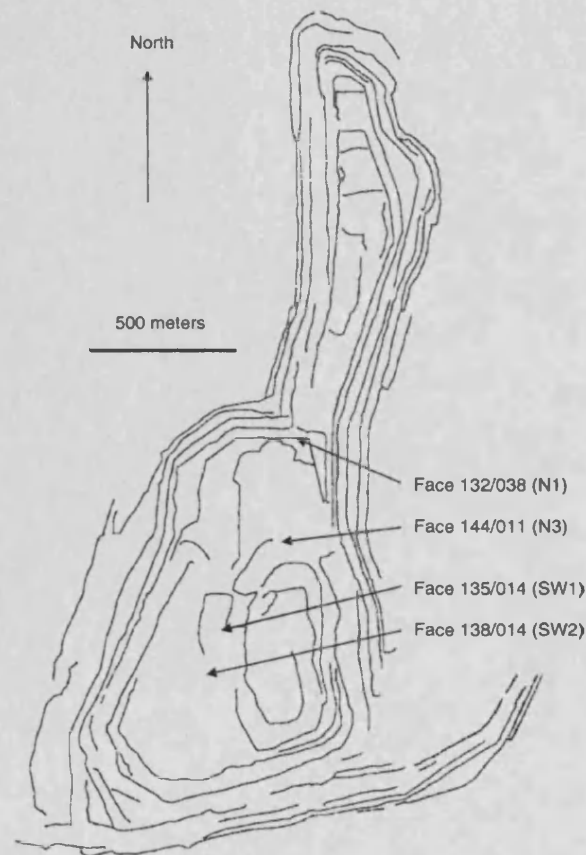 North
500 meters
Face 132/038 (N1)
Face 144/011 (N3)
Face 135/014 (SW1)
Face 138/014 (SW2)